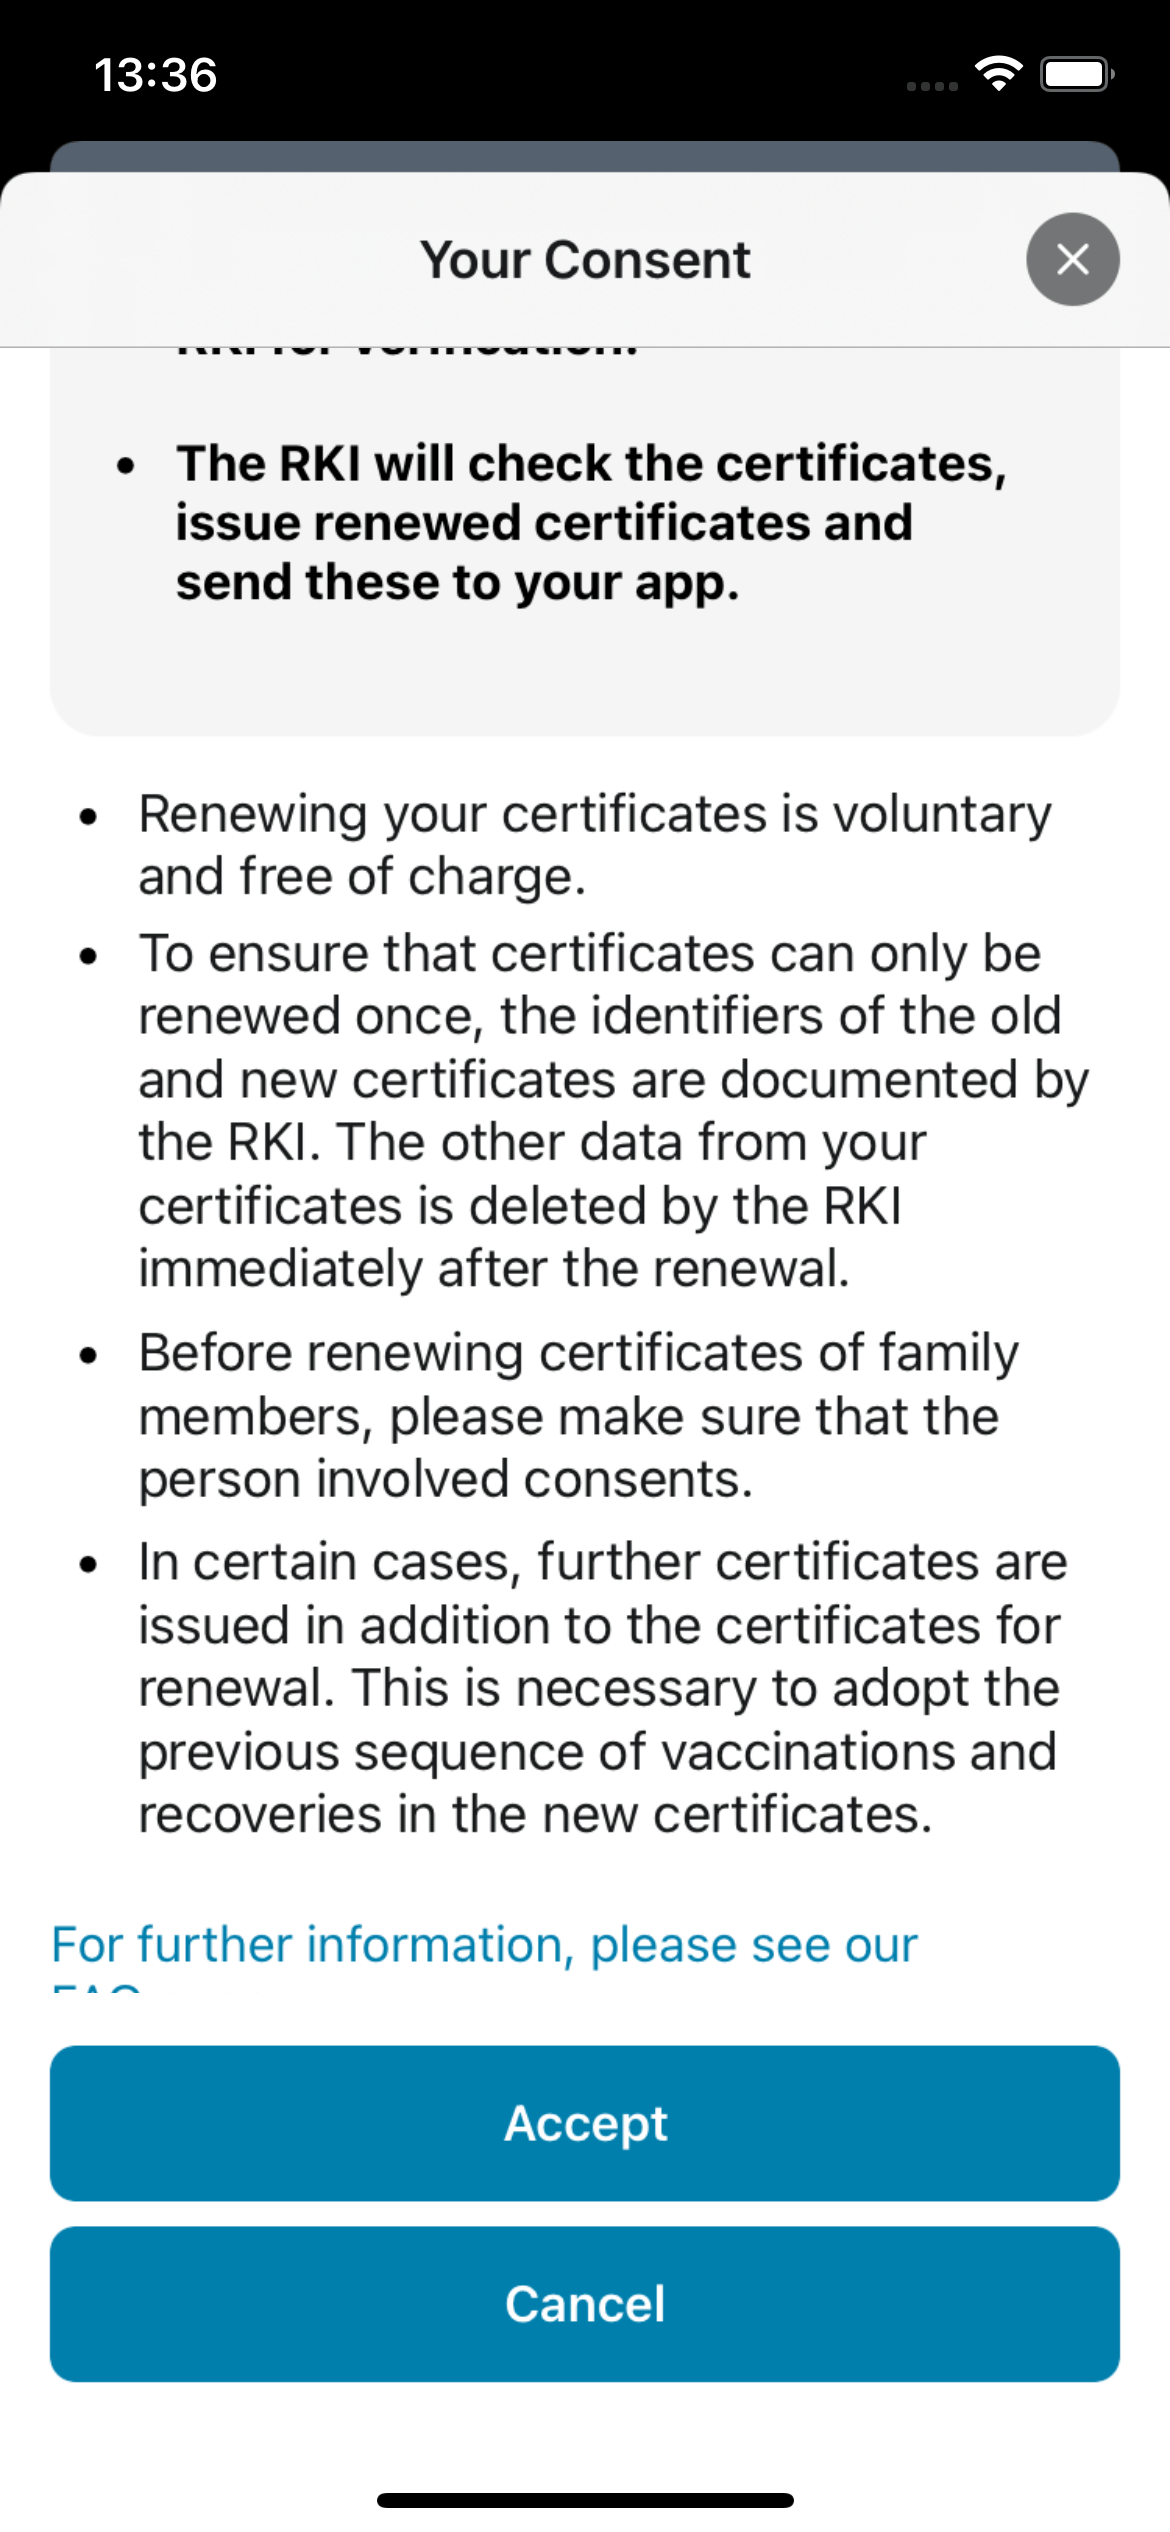 13:36
Your Consent
RKI for verification.
• The RKI will check the certificates,
issue renewed certificates and
send these to your app.
• Renewing your certificates is voluntary
and free of charge.
• To ensure that certificates can only be
renewed once, the identifiers of the old
and new certificates are documented by
the RKI. The other data from your
certificates is deleted by the RKI
immediately after the renewal.
• Before renewing certificates of family
members, please make sure that the
person involved consents.
• In certain cases, further certificates are
issued in addition to the certificates for
renewal. This is necessary to adopt the
previous sequence of vaccinations and
recoveries in the new certificates.
For further information, please see our
FAQ
Accept
Cancel